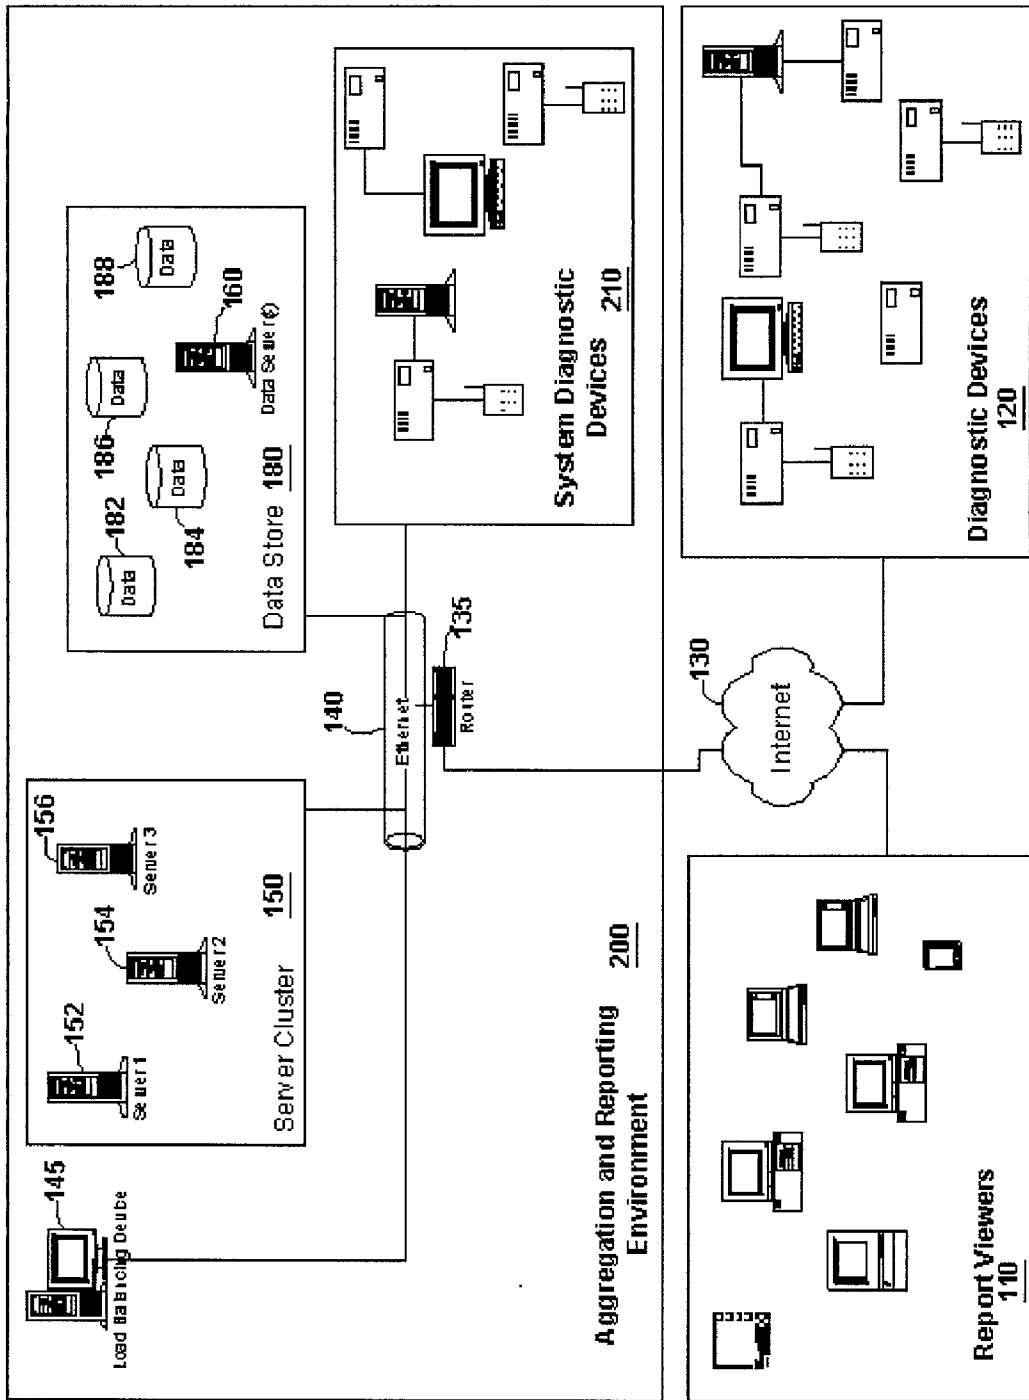 145
Load Balancing Device
152
Server 1
154
Server 2
156
Server 3
Server Cluster 150
140
Ethernet
135
Router
182
Data
184
Data
186
Data
188
Data
160
Data Server(s)
Data Store 180
System Diagnostic
Devices 210
Aggregation and Reporting 200
Environment
130
Internet
Report Viewers
110
Diagnostic Devices
120